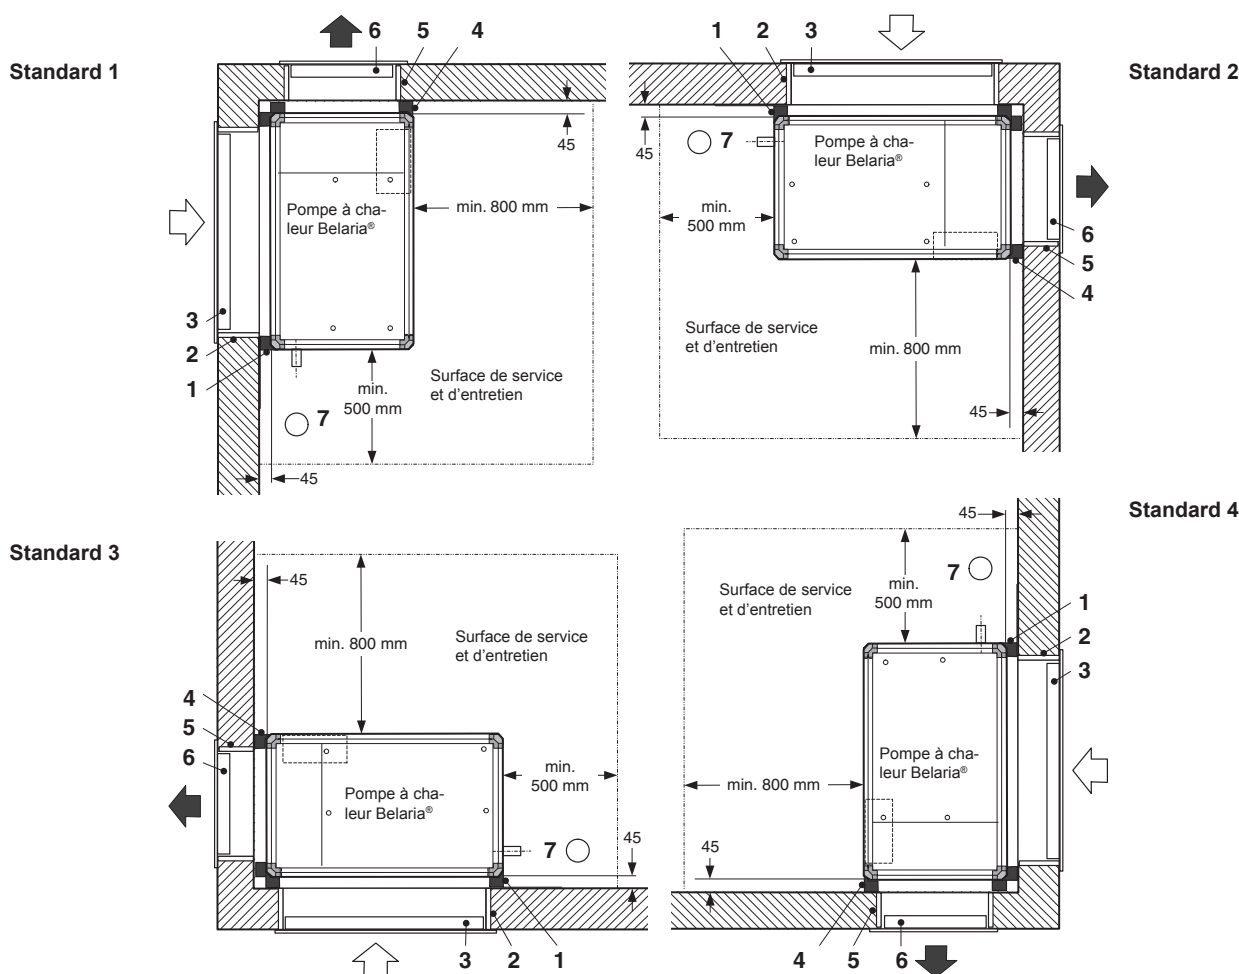 Standard 1
6
5
4
45
Pompe à cha-
leur Belaria®
min. 800 mm
3
2
1
min.
500 mm
Surface de service
et d'entretien
7
45
Standard 2
1
2
3
45
7
Pompe à cha-
leur Belaria®
min.
500 mm
6
5
4
Surface de service
et d'entretien
min. 800 mm
45
Standard 3
45
min. 800 mm
Surface de service
et d'entretien
4
5
6
Pompe à cha-
leur Belaria®
min.
500 mm
7
45
3
2
1
Standard 4
45
7
Surface de service
et d'entretien
min.
500 mm
1
2
3
Pompe à cha-
leur Belaria®
min. 800 mm
45
4
5
6